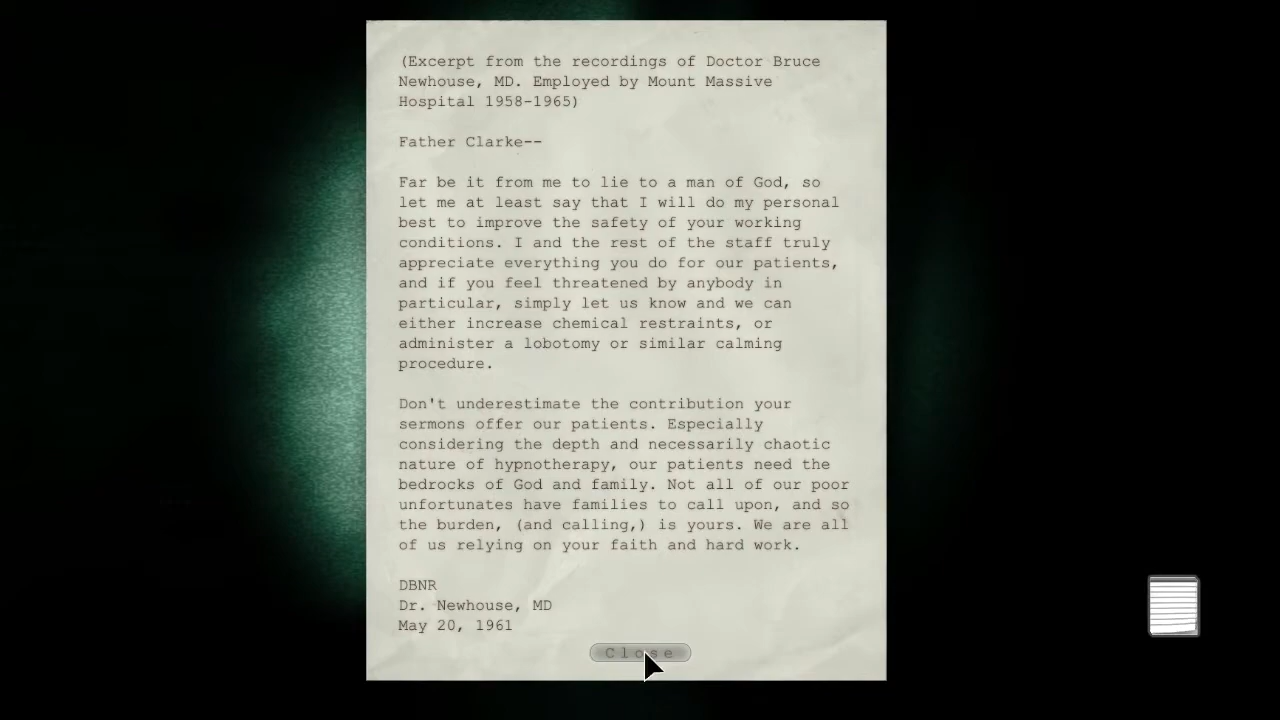 (Excerpt from the recordings of Doctor Bruce
Newhouse, MD. Employed by Mount Massive
Hospital 1958-1965)
Father Clarke--
Far be it from me to lie to a man of God, so
let me at least say that I will do my personal
best to improve the safety of your working
conditions. I and the rest of the staff truly
appreciate everything you do for our patients,
and if you feel threatened by anybody in
particular, simply let us know and we can
either increase chemical restraints, or
administer a lobotomy or similar calming
procedure.
Don't underestimate the contribution your
sermons offer our patients. Especially
considering the depth and necessarily chaotic
nature of hypnotherapy, our patients need the
bedrocks of God and family. Not all of our poor
unfortunates have families to call upon, and so
the burden, (and calling,) is yours. We are all
of us relying on your faith and hard work.
DBNR
Dr. Newhouse, MD
May 20, 1961
Close